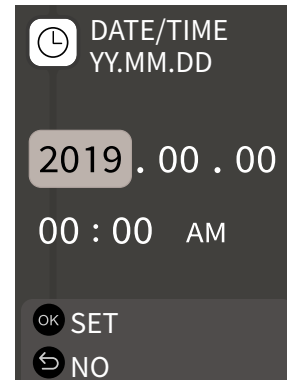 DATE/TIME
YY.MM.DD
2019 . 00 . 00
00 : 00 AM
OK SET
NO